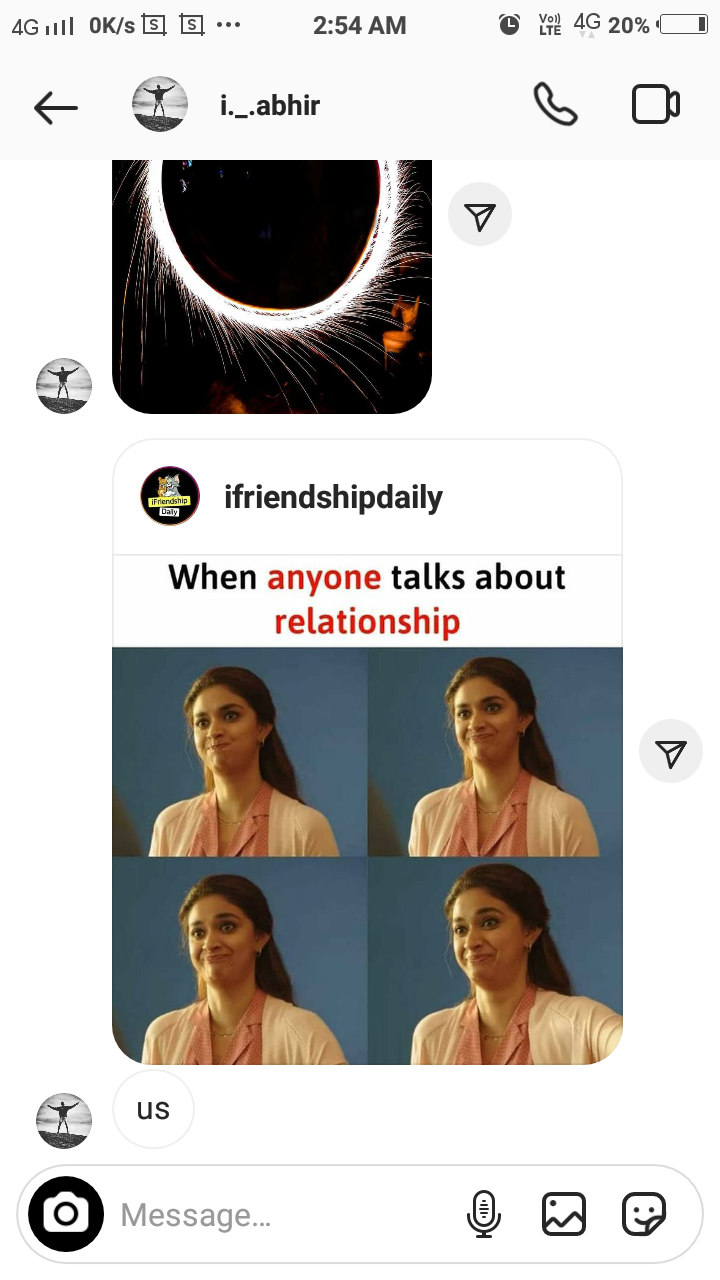 4G 0K/s S S ••• 2:54 AM Vo)) LTE 4G 20%
i._.abhir
iFriendship
Daily
ifriendshipdaily
When anyone talks about
relationship
us
Message...